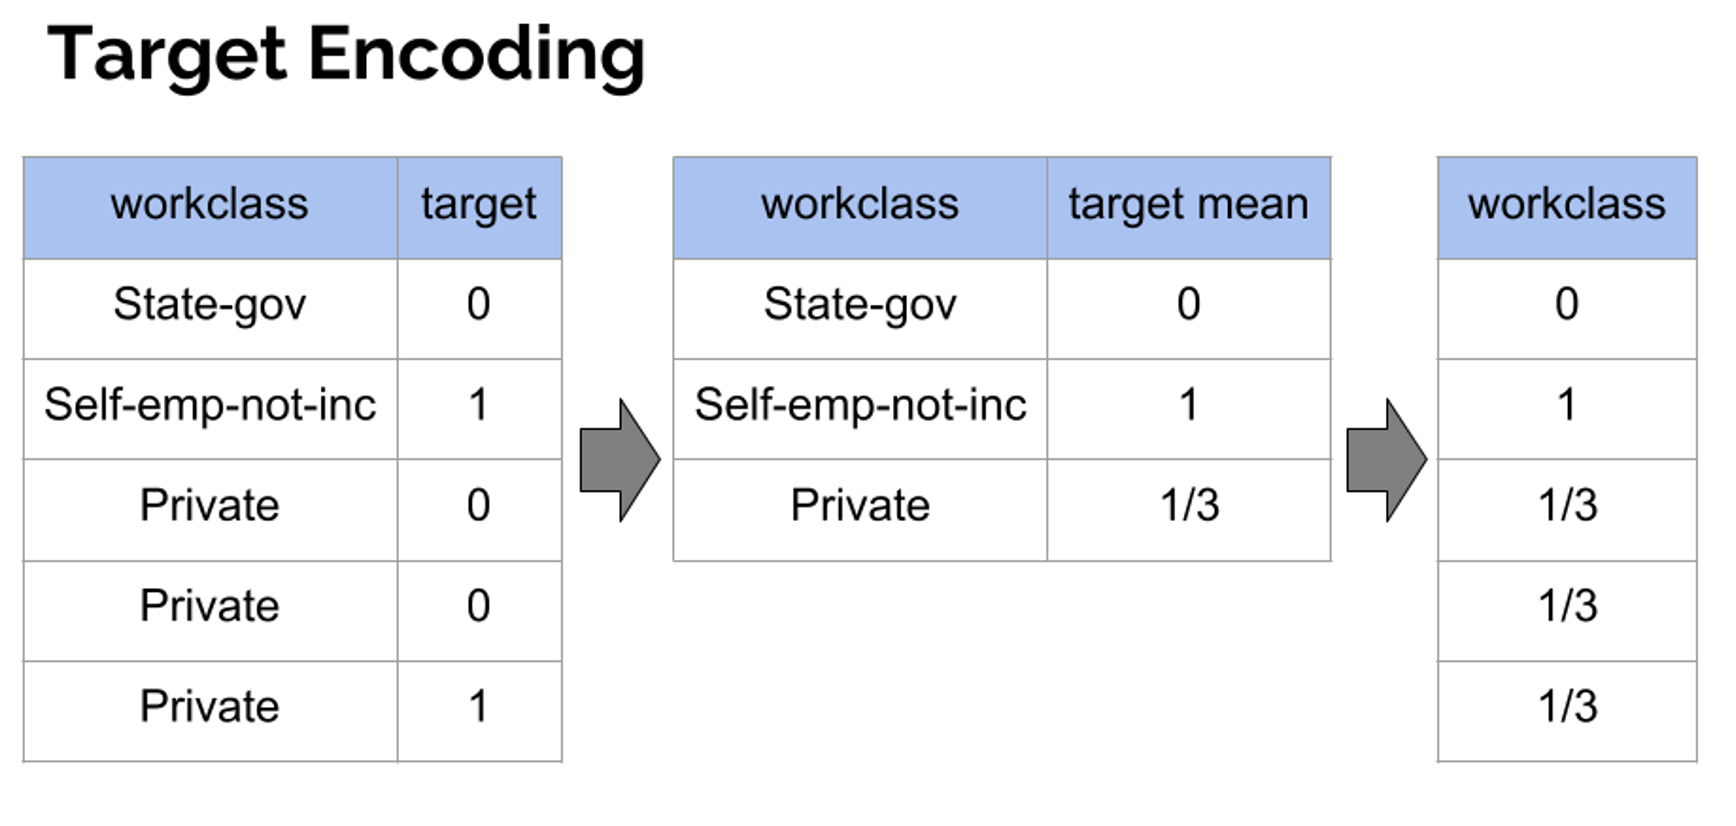 Target Encoding
workclass target
State-gov 0
Self-emp-not-inc 1
Private 0
Private 0
Private 1
workclass target mean
State-gov 0
Self-emp-not-inc 1
Private 1/3
workclass
0
1
1/3
1/3
1/3